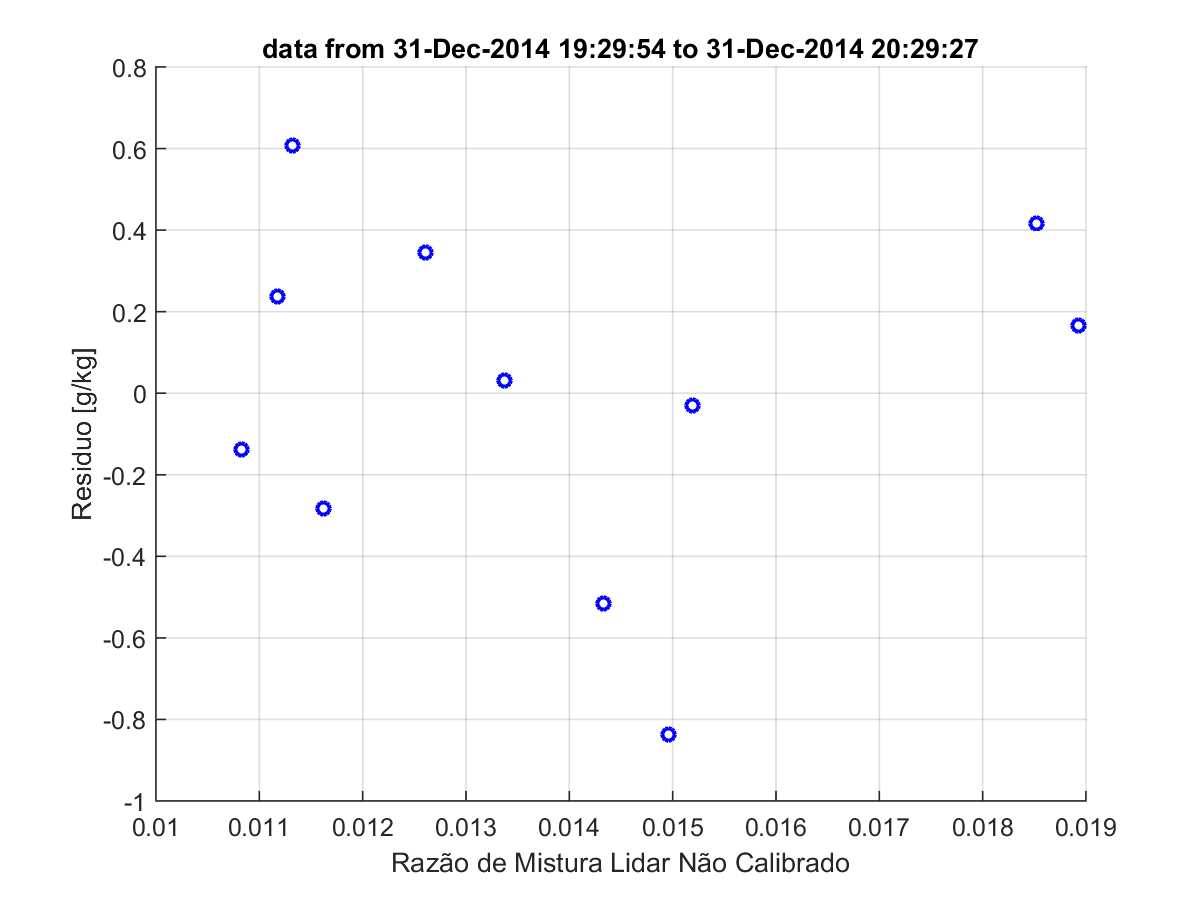 data from 31-Dec-2014 19:29:54 to 31-Dec-2014 20:29:27
0.8
0.6
0.4
0.2
0
-0.2
-0.4
-0.6
-0.8
-1
Residuo [g/kg]
0.01 0.011 0.012 0.013 0.014 0.015 0.016 0.017 0.018 0.019
Razão de Mistura Lidar Não Calibrado